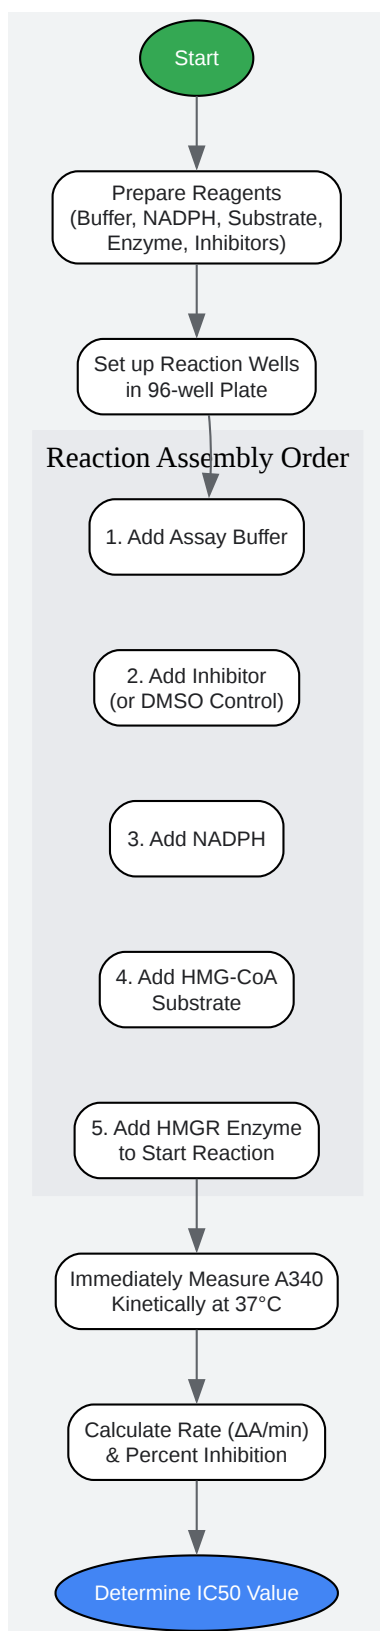 Start
Prepare Reagents
(Buffer, NADPH, Substrate,
Enzyme, Inhibitors)
Set up Reaction Wells
in 96-well Plate
Reaction Assembly Order
1. Add Assay Buffer
2. Add Inhibitor
(or DMSO Control)
3. Add NADPH
4. Add HMG-CoA
Substrate
5. Add HMGR Enzyme
to Start Reaction
Immediately Measure A340
Kinetically at 37°C
Calculate Rate (ΔA/min)
& Percent Inhibition
Determine IC50 Value